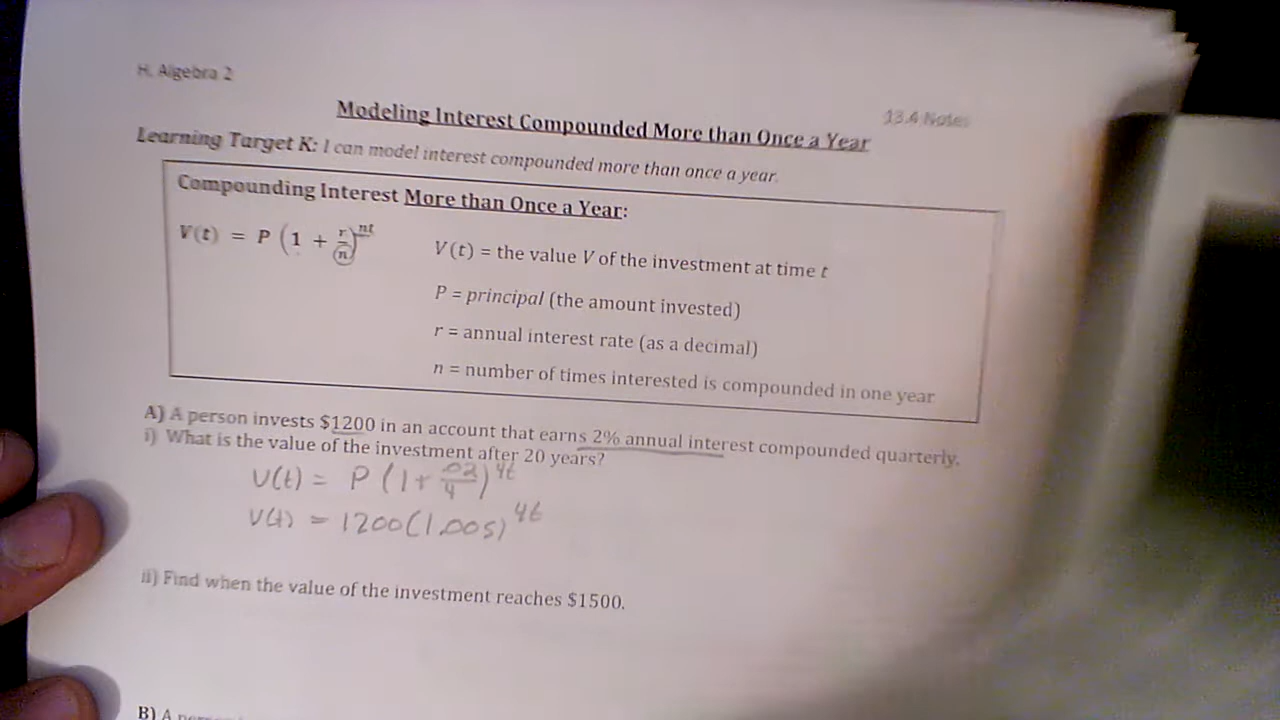 H. Algebra 2
13.4 Notes
Modeling Interest Compounded More than Once a Year
Learning Target K: I can model interest compounded more than once a year.
Compounding Interest More than Once a Year:
V(t) = P (1 + r/n)^nt
V(t) = the value V of the investment at time t
P = principal (the amount invested)
r = annual interest rate (as a decimal)
n = number of times interested is compounded in one year
A) A person invests $1200 in an account that earns 2% annual interest compounded quarterly.
i) What is the value of the investment after 20 years?
V(t) = P (1 + .02/4)^4t
V(t) = 1200(1.005)^4t
ii) Find when the value of the investment reaches $1500.
B) A